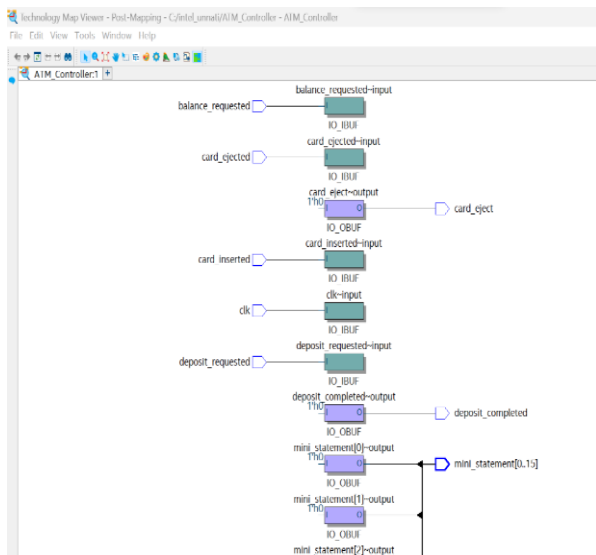 Technology Map Viewer - Post-Mapping - C:/intel_unnati/ATM_Controller - ATM_Controller
File Edit View Tools Window Help
ATM_Controller:1
balance_requested~input
balance_requested
IO_IBUF
card_ejected~input
card_ejected
IO_IBUF
card_eject~output
1'h0
I O
card_eject
IO_OBUF
card_inserted~input
card_inserted
IO_IBUF
clk~input
clk
IO_IBUF
deposit_requested~input
deposit_requested
IO_IBUF
deposit_completed~output
1'h0
I O
deposit_completed
IO_OBUF
mini_statement[0]~output
1'h0
I O
mini_statement[0..15]
IO_OBUF
mini_statement[1]~output
1'h0
I O
IO_OBUF
mini_statement[2]~output